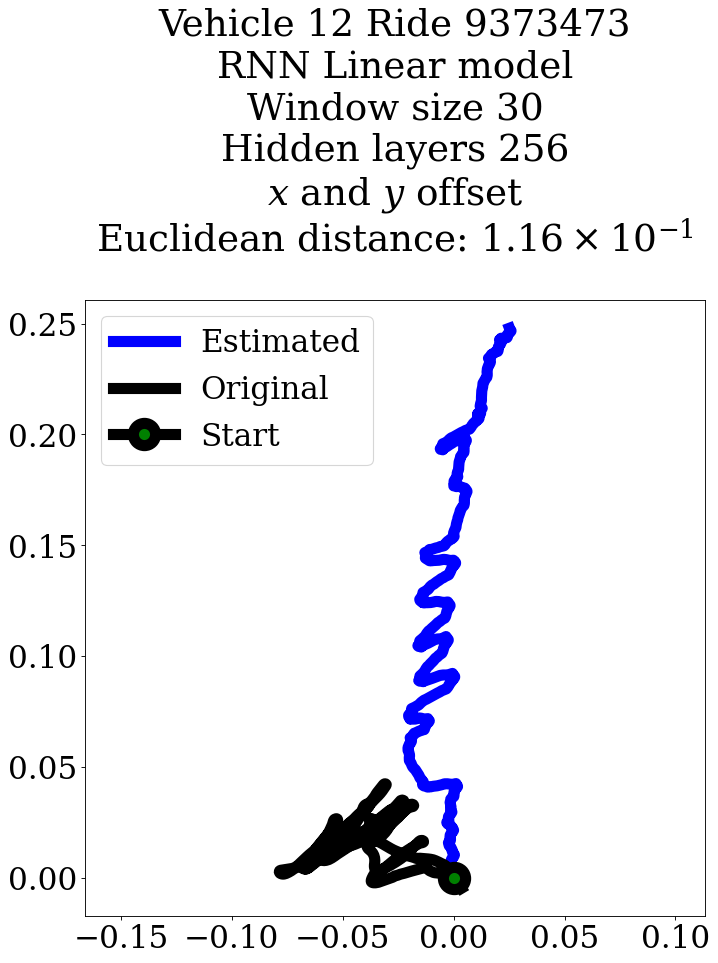 Vehicle 12 Ride 9373473
RNN Linear model
Window size 30
Hidden layers 256
x and y offset
Euclidean distance: 1.16 × 10⁻¹
Estimated
Original
Start
0.25
0.20
0.15
0.10
0.05
0.00
−0.15 −0.10 −0.05 0.00 0.05 0.10